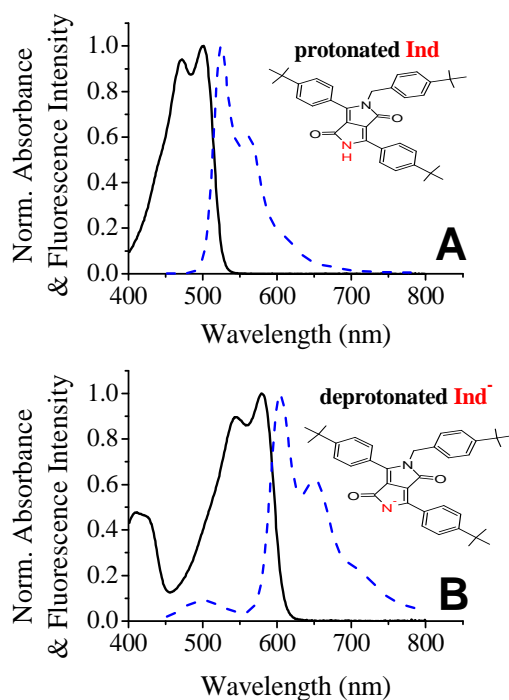 Norm. Absorbance
& Fluorescence Intensity
1.0
0.8
0.6
0.4
0.2
0.0
400 500 600 700 800
Wavelength (nm)
protonated Ind
N
O
O
N
H
A
Norm. Absorbance
& Fluorescence Intensity
1.0
0.8
0.6
0.4
0.2
0.0
400 500 600 700 800
Wavelength (nm)
deprotonated Ind-
N
O
O
N-
B